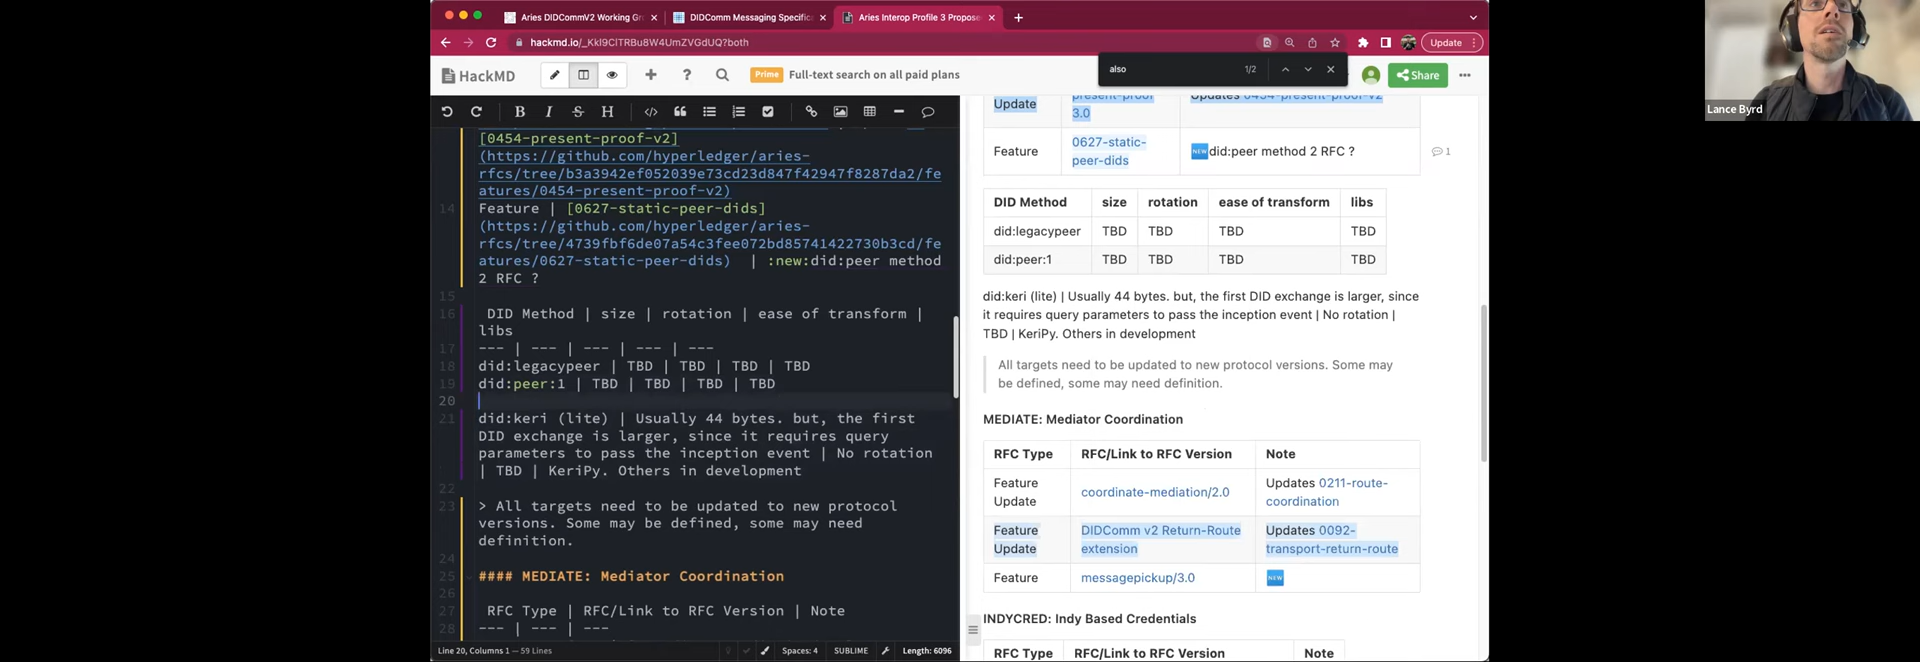 Aries DIDCommV2 Working Gr
DIDComm Messaging Specifica
Aries Interop Profile 3 Propose
hackmd.io/_KkI9ClTRBu8W4UmZVGdUQ?both
Update
also
1/2
HackMD
Prime Full-text search on all paid plans
Share
Lance Byrd
[0454-present-proof-v2]
(https://github.com/hyperledger/aries-
rfcs/tree/b3a3942ef052039e73cd23d847f42947f8287da2/fe
atures/0454-present-proof-v2)
14 Feature | [0627-static-peer-dids]
(https://github.com/hyperledger/aries-
rfcs/tree/4739fbf6de07a54c3fee072bd85741422730b3cd/fe
atures/0627-static-peer-dids) | :new:did:peer method
2 RFC ?
15
16 DID Method | size | rotation | ease of transform |
libs
17 --- | --- | --- | --- | ---
18 did:legacypeer | TBD | TBD | TBD | TBD
19 did:peer:1 | TBD | TBD | TBD | TBD
20
21 did:keri (lite) | Usually 44 bytes. but, the first
DID exchange is larger, since it requires query
parameters to pass the inception event | No rotation
| TBD | KeriPy. Others in development
22
23 > All targets need to be updated to new protocol
versions. Some may be defined, some may need
definition.
24
25 #### MEDIATE: Mediator Coordination
26
27 RFC Type | RFC/Link to RFC Version | Note
28 --- | --- | ---
Line 20, Columns 1 — 59 Lines
Spaces: 4
SUBLIME
Length: 6096
Update present-proof Updates 0454-present-proof-v2
3.0
Feature 0627-static-peer-dids NEW did:peer method 2 RFC ?
1
DID Method size rotation ease of transform libs
did:legacypeer TBD TBD TBD TBD
did:peer:1 TBD TBD TBD TBD
did:keri (lite) | Usually 44 bytes. but, the first DID exchange is larger, since
it requires query parameters to pass the inception event | No rotation |
TBD | KeriPy. Others in development
All targets need to be updated to new protocol versions. Some may
be defined, some may need definition.
MEDIATE: Mediator Coordination
RFC Type RFC/Link to RFC Version Note
Feature Update coordinate-mediation/2.0 Updates 0211-route-coordination
Feature Update DIDComm v2 Return-Route extension Updates 0092-transport-return-route
Feature messagepickup/3.0 NEW
INDYCRED: Indy Based Credentials
RFC Type RFC/Link to RFC Version Note